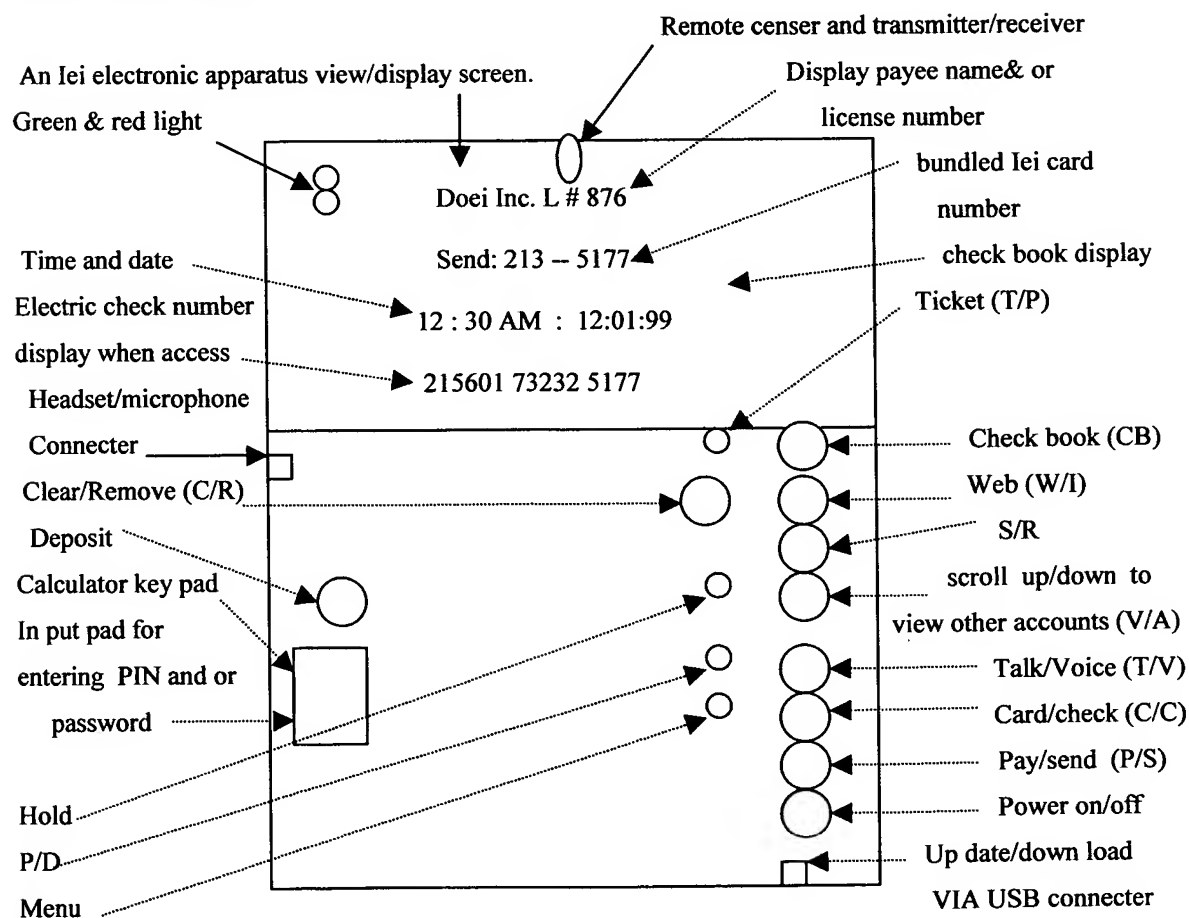 Remote censer and transmitter/receiver
An Iei electronic apparatus view/display screen.
Display payee name& or
license number
Green & red light
bundled Iei card
number
Doei Inc. L # 876
Send: 213 -- 5177
check book display
Time and date
Ticket (T/P)
Electric check number
display when access
12 : 30 AM : 12:01:99
215601 73232 5177
Headset/microphone
Connecter
Check book (CB)
Clear/Remove (C/R)
Web (W/I)
S/R
Deposit
scroll up/down to
view other accounts (V/A)
Calculator key pad
In put pad for
entering PIN and or
password
Talk/Voice (T/V)
Card/check (C/C)
Pay/send (P/S)
Power on/off
Hold
P/D
Menu
Up date/down load
VIA USB connecter